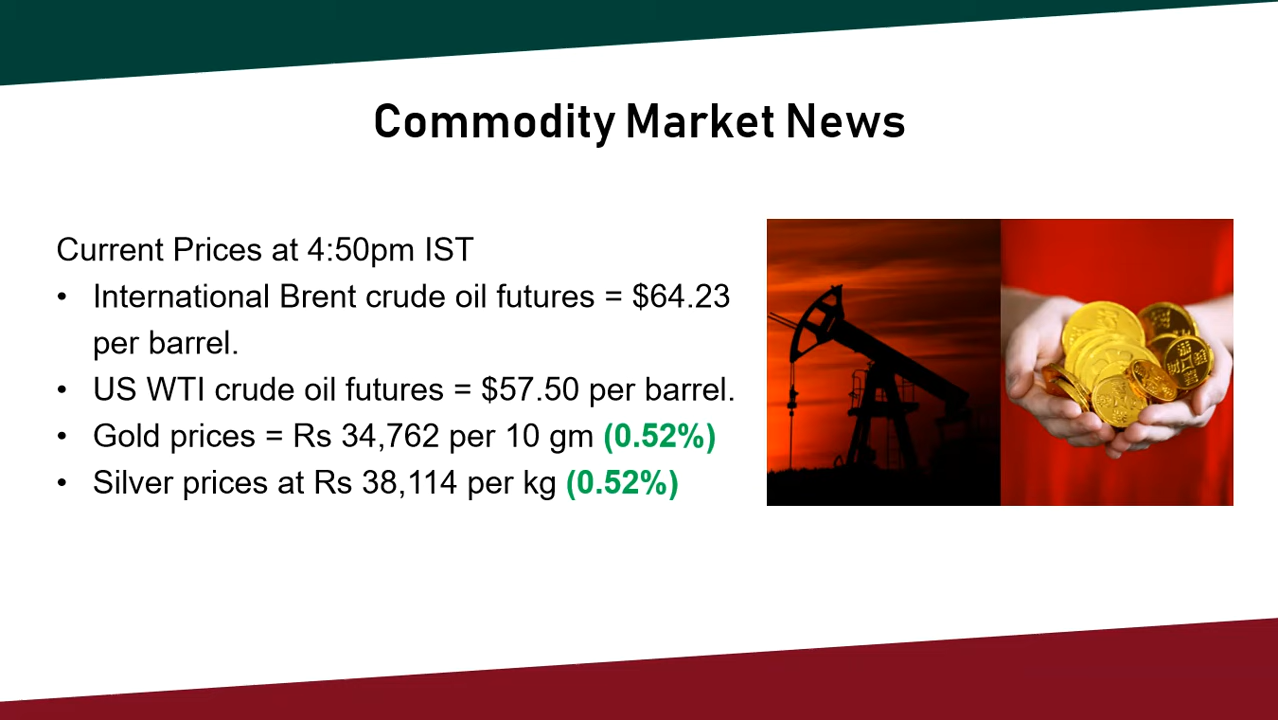 Commodity Market News
Current Prices at 4:50pm IST
• International Brent crude oil futures = $64.23
per barrel.
• US WTI crude oil futures = $57.50 per barrel.
• Gold prices = Rs 34,762 per 10 gm (0.52%)
• Silver prices at Rs 38,114 per kg (0.52%)